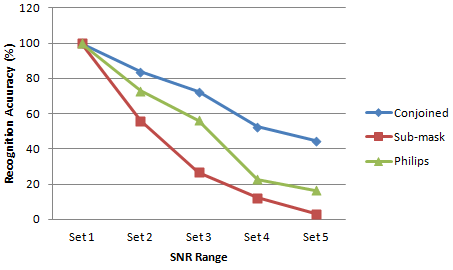 120
100
80
60
40
20
0
Recognition Acuuracy (%)
Set 1 Set 2 Set 3 Set 4 Set 5
SNR Range
Conjoined
Sub-mask
Philips